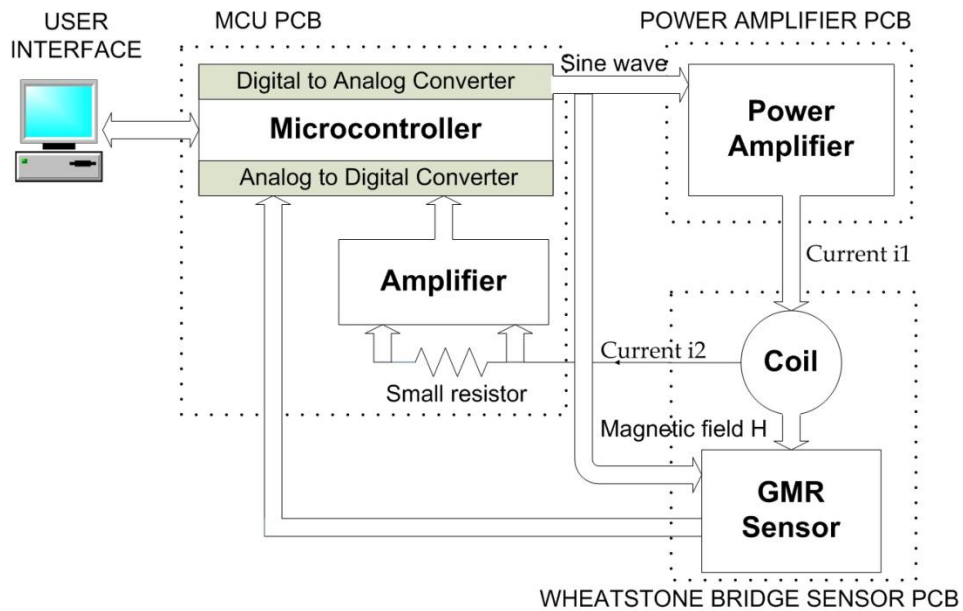 USER
INTERFACE
MCU PCB
POWER AMPLIFIER PCB
Sine wave
Digital to Analog Converter
Microcontroller
Analog to Digital Converter
Power
Amplifier
Current i1
Amplifier
Small resistor
Current i2
Coil
Magnetic field H
GMR
Sensor
WHEATSTONE BRIDGE SENSOR PCB